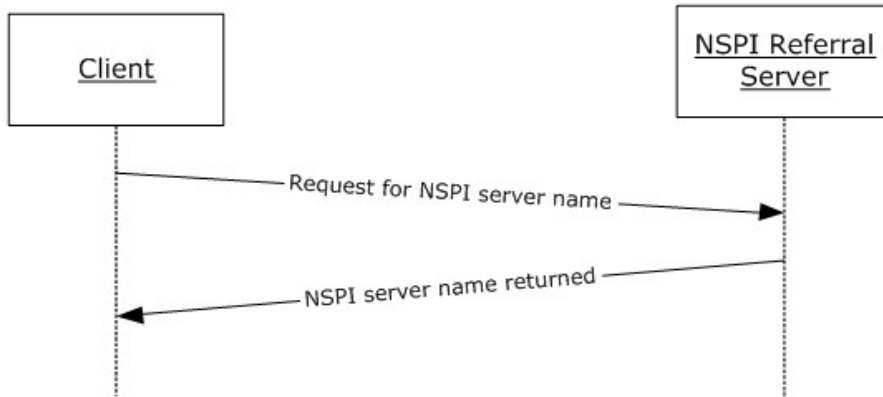 Client
NSPI Referral
Server
Request for NSPI server name
NSPI server name returned